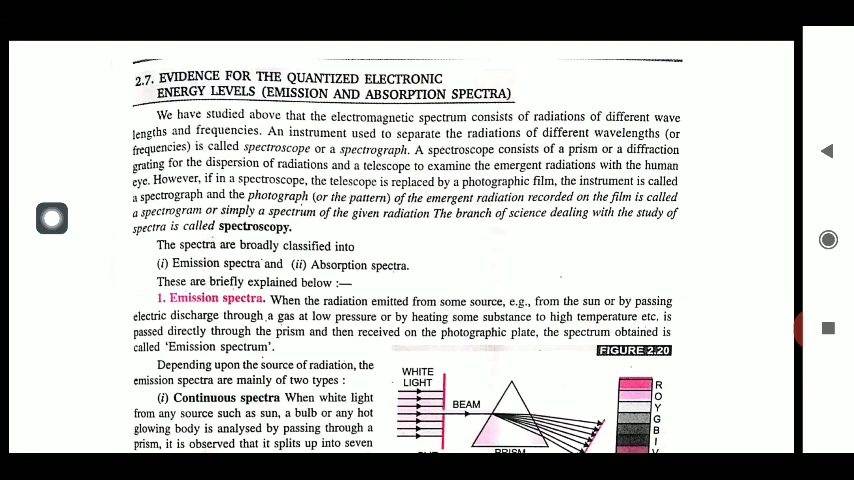 2.7. EVIDENCE FOR THE QUANTIZED ELECTRONIC
ENERGY LEVELS (EMISSION AND ABSORPTION SPECTRA)
We have studied above that the electromagnetic spectrum consists of radiations of different wave
lengths and frequencies. An instrument used to separate the radiations of different wavelengths (or
frequencies) is called spectroscope or a spectrograph. A spectroscope consists of a prism or a diffraction
grating for the dispersion of radiations and a telescope to examine the emergent radiations with the human
eye. However, if in a spectroscope, the telescope is replaced by a photographic film, the instrument is called
a spectrograph and the photograph (or the pattern) of the emergent radiation recorded on the film is called
a spectrogram or simply a spectrum of the given radiation The branch of science dealing with the study of
spectra is called spectroscopy.
The spectra are broadly classified into
(i) Emission spectra and (ii) Absorption spectra.
These are briefly explained below :—
1. Emission spectra. When the radiation emitted from some source, e.g., from the sun or by passing
electric discharge through a gas at low pressure or by heating some substance to high temperature etc. is
passed directly through the prism and then received on the photographic plate, the spectrum obtained is
called 'Emission spectrum'.
Depending upon the source of radiation, the
emission spectra are mainly of two types :
(i) Continuous spectra When white light
from any source such as sun, a bulb or any hot
glowing body is analysed by passing through a
prism, it is observed that it splits up into seven
FIGURE 2.20
WHITE
LIGHT
BEAM
PRISM
R
O
Y
G
B
I
V